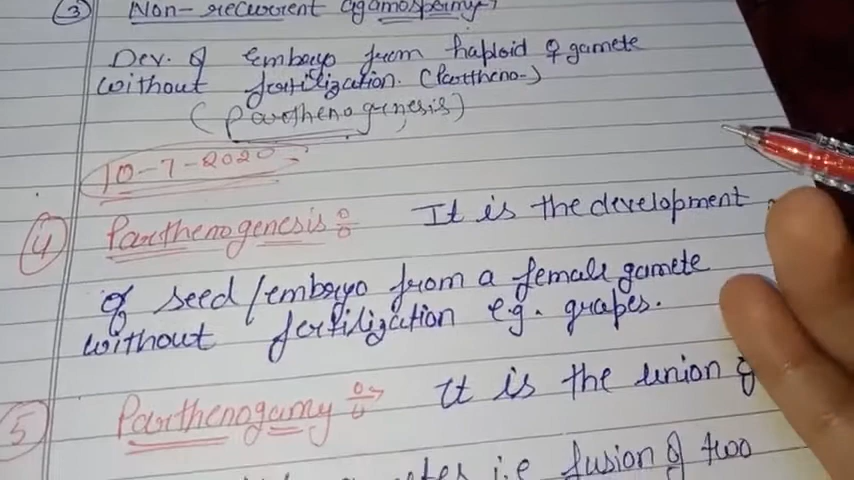 ③ Non-recurrent agamospermy:
Dev. of embryo from haploid ♀ gamete
without fertilization. (Parttheno-)
(Parthenogenesis)
10-7-2020
④ Parthenogenesis: It is the development
of seed/embryo from a female gamete
without fertilization e.g. grapes.
⑤ Parthenogamy: It is the union of
i.e fusion of two